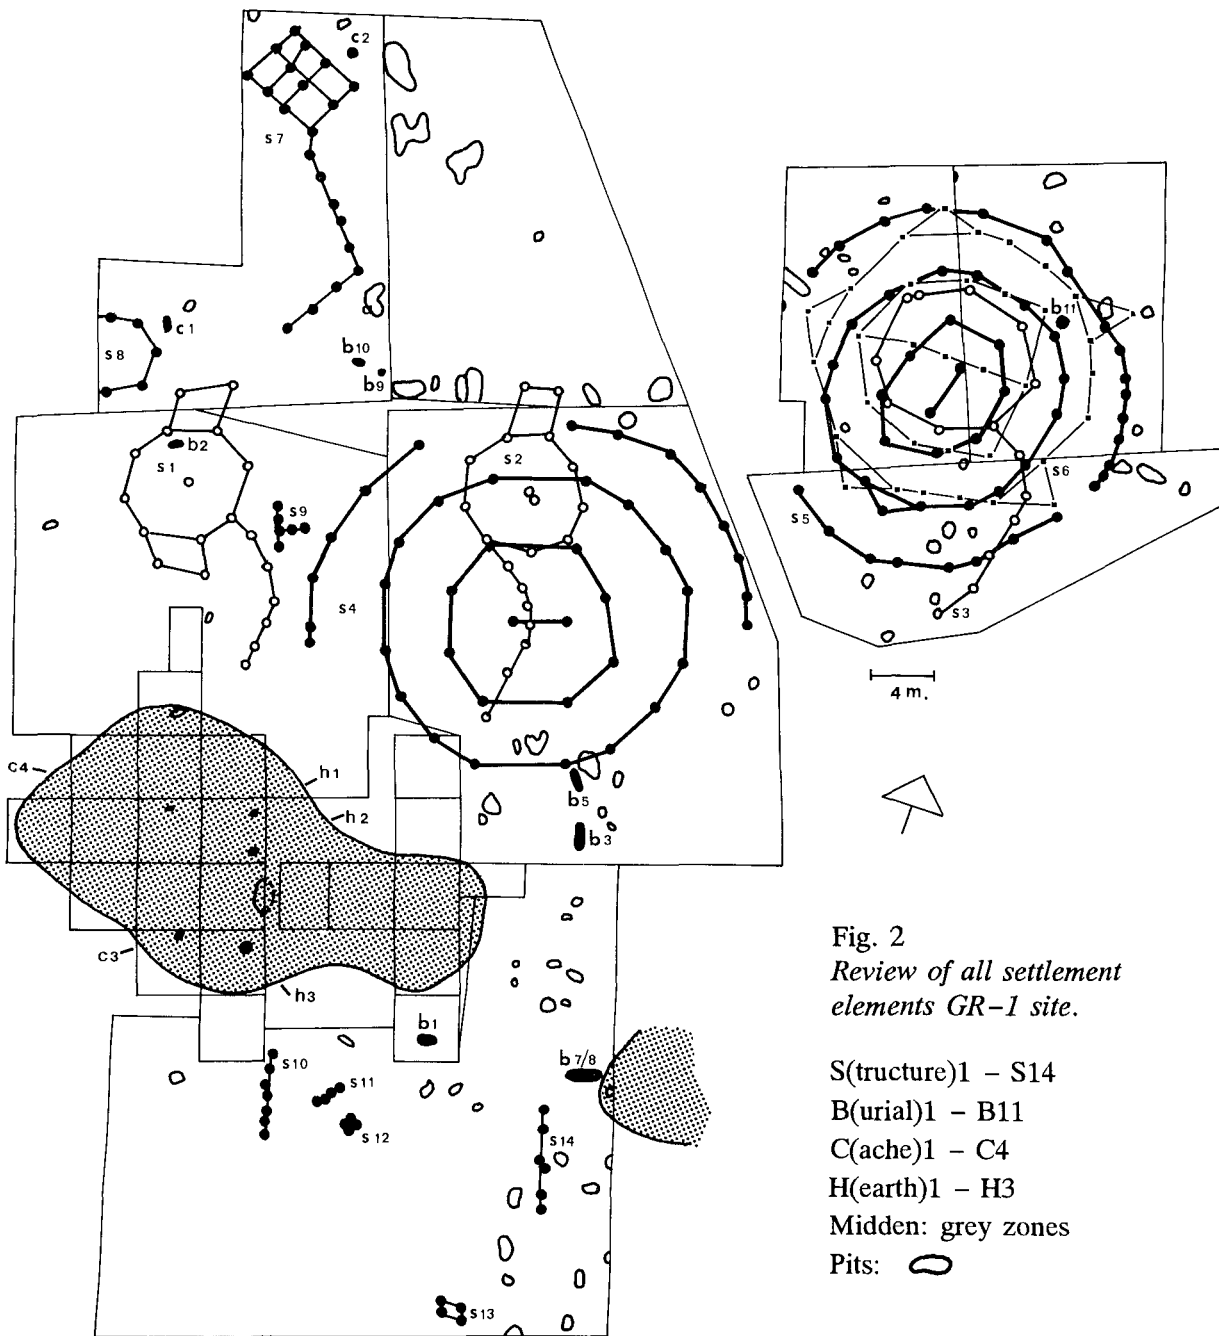 c2
s7
c1
s8
b10
b9
b11
b2
s1
s2
s9
s6
s5
s4
s3
4 m.
c4
h1
h2
b5
b3
c3
h3
b1
b7/8
s10
s11
s12
s14
s13
Fig. 2
Review of all settlement
elements GR-1 site.
S(tructure)1 – S14
B(urial)1 – B11
C(ache)1 – C4
H(earth)1 – H3
Midden: grey zones
Pits: